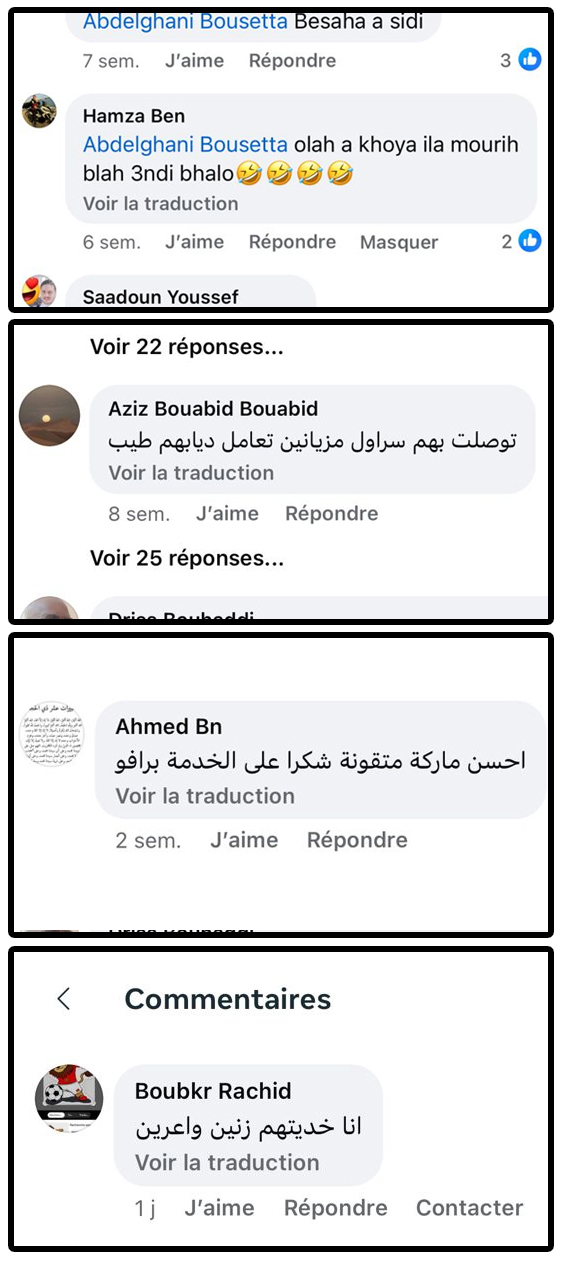 Abdelghani Bousetta Besaha a sidi
7 sem. J'aime Répondre 3
Hamza Ben
Abdelghani Bousetta olah a khoya ila mourih
blah 3ndi bhalo🤣🤣🤣🤣
Voir la traduction
6 sem. J'aime Répondre Masquer 2
Saadoun Youssef
Voir 22 réponses...
Aziz Bouabid Bouabid
توصلت بهم سراول مزيانين تعامل ديابهم طيب
Voir la traduction
8 sem. J'aime Répondre
Voir 25 réponses...
Driss Bouhaddi
Ahmed Bn
احسن ماركة متقونة شكرا على الخدمة برافو
Voir la traduction
2 sem. J'aime Répondre
Commentaires
Boubkr Rachid
انا خديتهم زنين واعرين
Voir la traduction
1 j J'aime Répondre Contacter